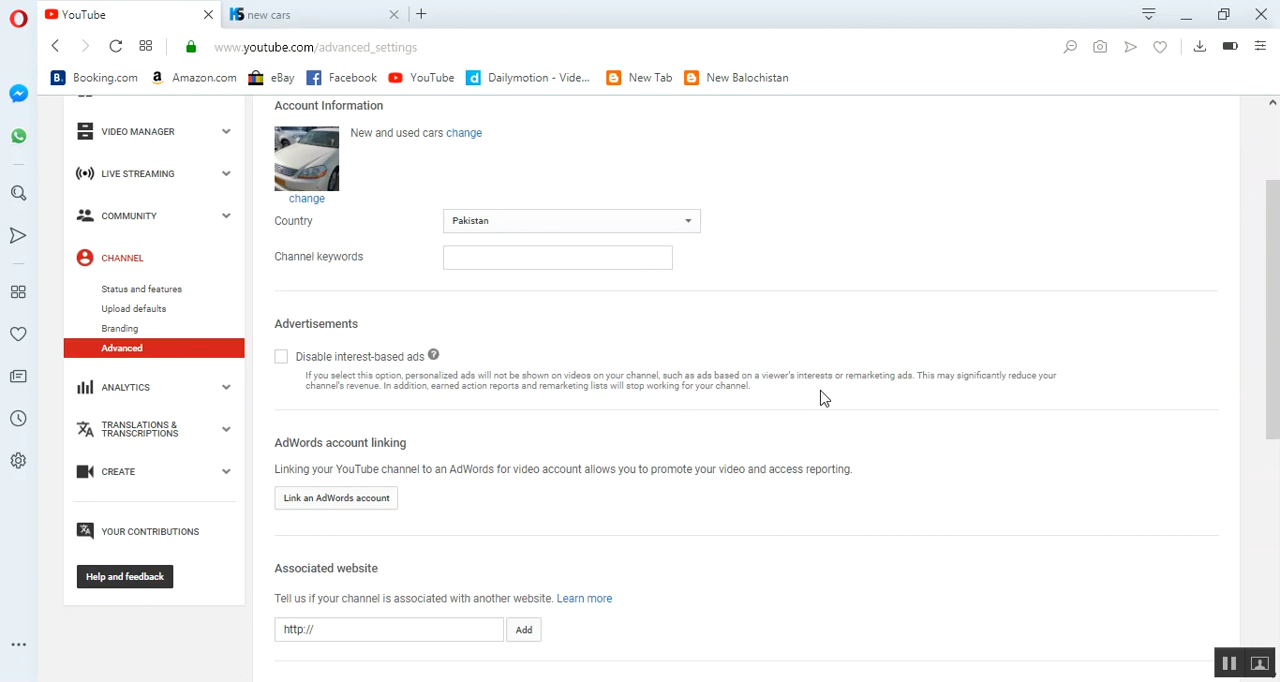 YouTube
new cars
www.youtube.com/advanced_settings
B. Booking.com
a Amazon.com
eBay
Facebook
YouTube
d Dailymotion - Vide...
New Tab
New Balochistan
VIDEO MANAGER
LIVE STREAMING
COMMUNITY
CHANNEL
Status and features
Upload defaults
Branding
Advanced
ANALYTICS
TRANSLATIONS &
TRANSCRIPTIONS
CREATE
YOUR CONTRIBUTIONS
Help and feedback
Account Information
New and used cars change
change
Country
Pakistan
Channel keywords
Advertisements
Disable interest-based ads ?
If you select this option, personalized ads will not be shown on videos on your channel, such as ads based on a viewer's interests or remarketing ads. This may significantly reduce your
channel's revenue. In addition, earned action reports and remarketing lists will stop working for your channel.
AdWords account linking
Linking your YouTube channel to an AdWords for video account allows you to promote your video and access reporting.
Link an AdWords account
Associated website
Tell us if your channel is associated with another website. Learn more
http://
Add